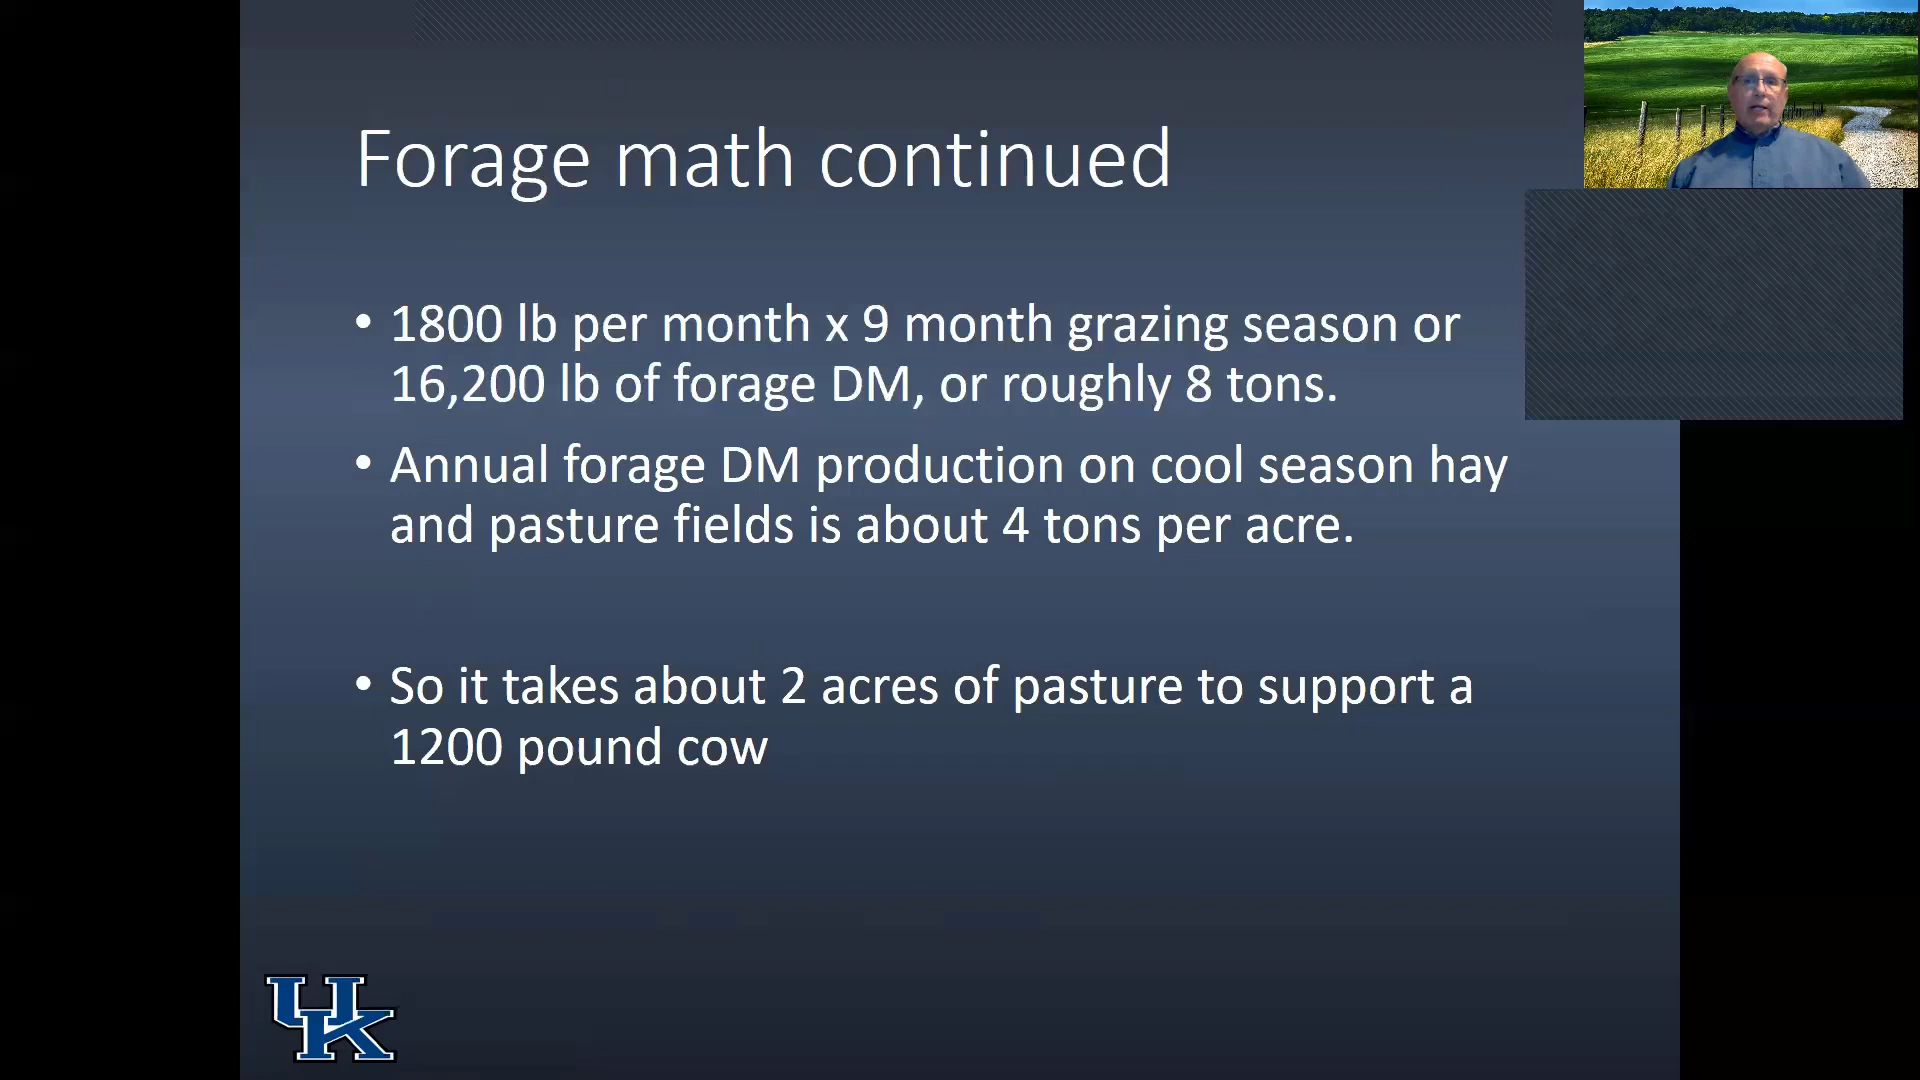 Forage math continued
• 1800 lb per month x 9 month grazing season or
16,200 lb of forage DM, or roughly 8 tons.
• Annual forage DM production on cool season hay
and pasture fields is about 4 tons per acre.
• So it takes about 2 acres of pasture to support a
1200 pound cow
UK